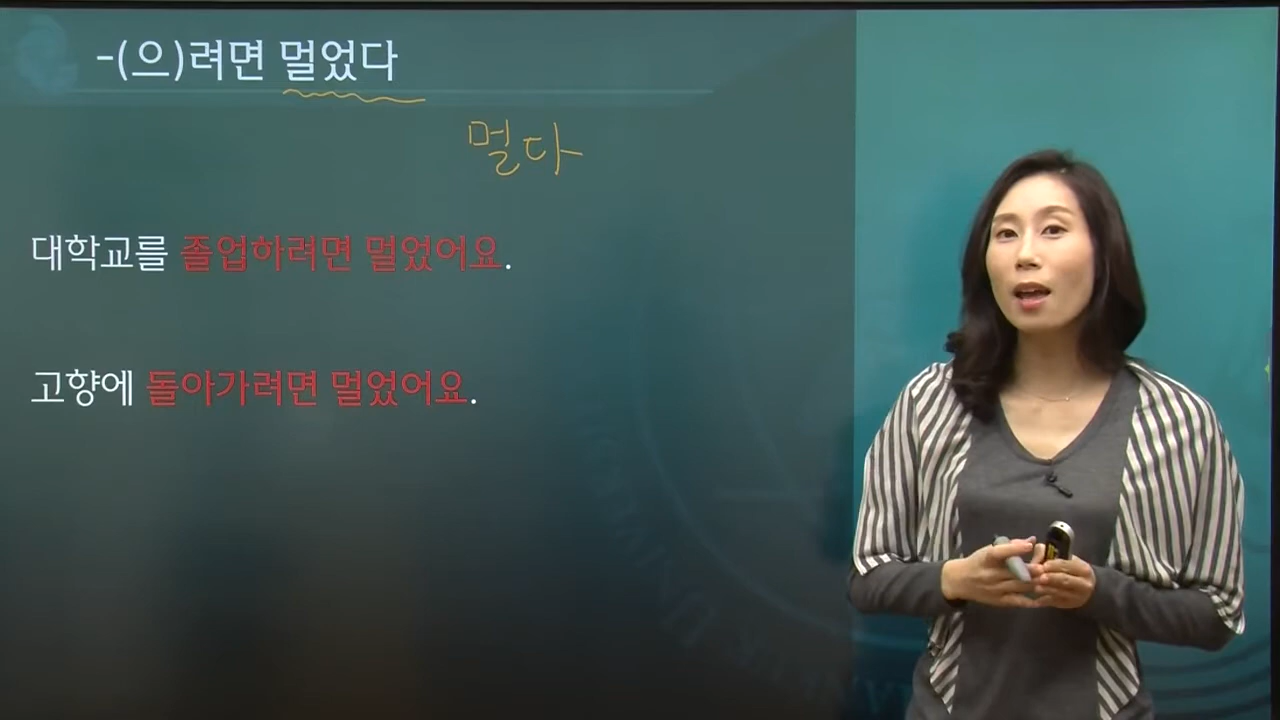 -(으)려면 멀었다
멀다
대학교를 졸업하려면 멀었어요.
고향에 돌아가려면 멀었어요.